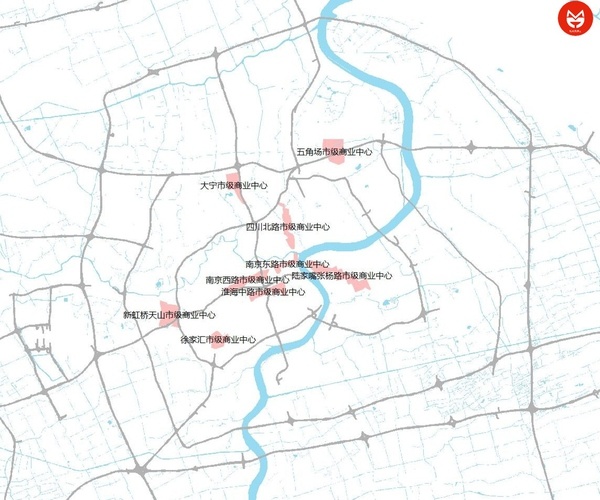 五角场市级商业中心
大宁市级商业中心
四川北路市级商业中心
南京东路市级商业中心
陆家嘴张杨路市级商业中心
南京西路市级商业中心
淮海中路市级商业中心
新虹桥天山市级商业中心
徐家汇市级商业中心